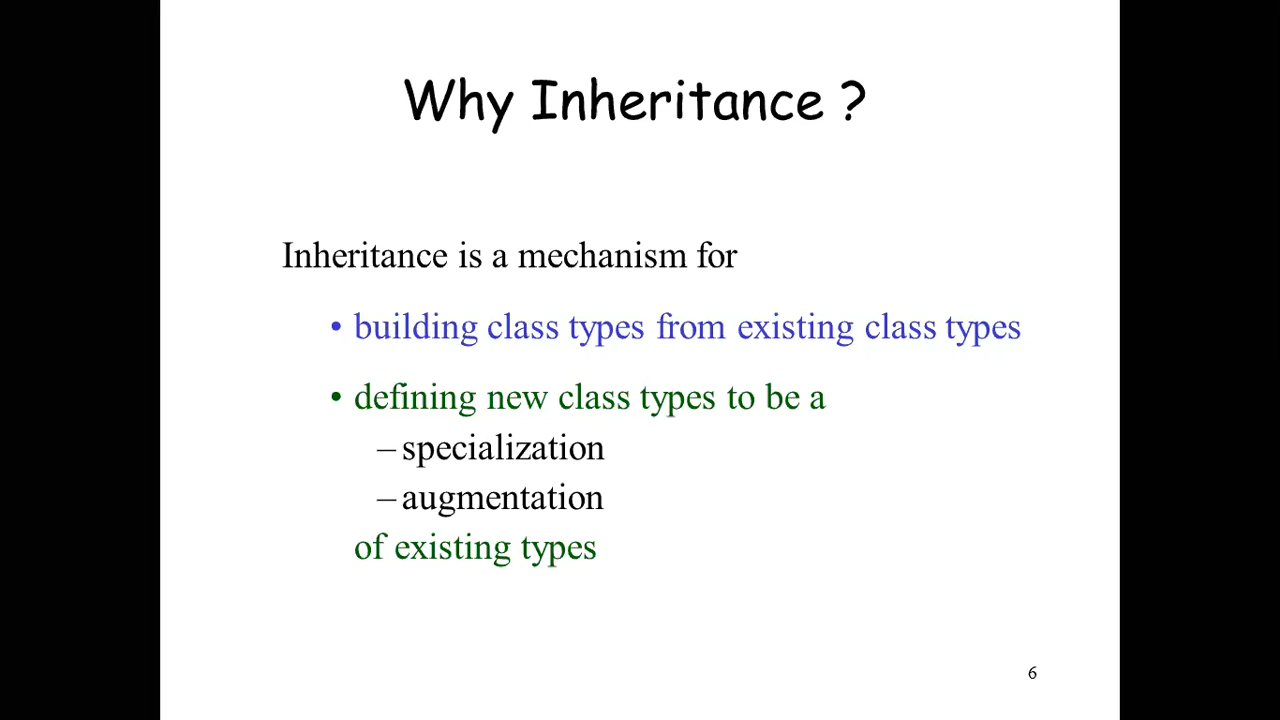 Why Inheritance ?
Inheritance is a mechanism for
• building class types from existing class types
• defining new class types to be a
– specialization
– augmentation
of existing types
6